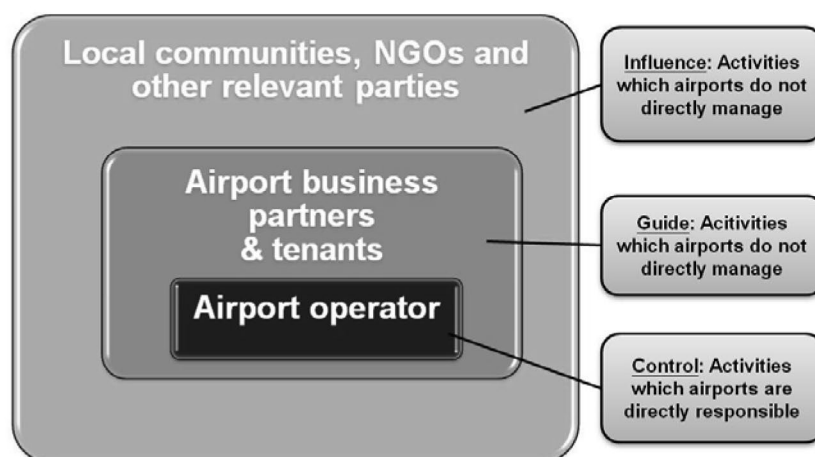 Local communities, NGOs and
other relevant parties
Airport business
partners
& tenants
Airport operator
Influence: Activities
which airports do not
directly manage
Guide: Acitivities
which airports do not
directly manage
Control: Activities
which airports are
directly responsible